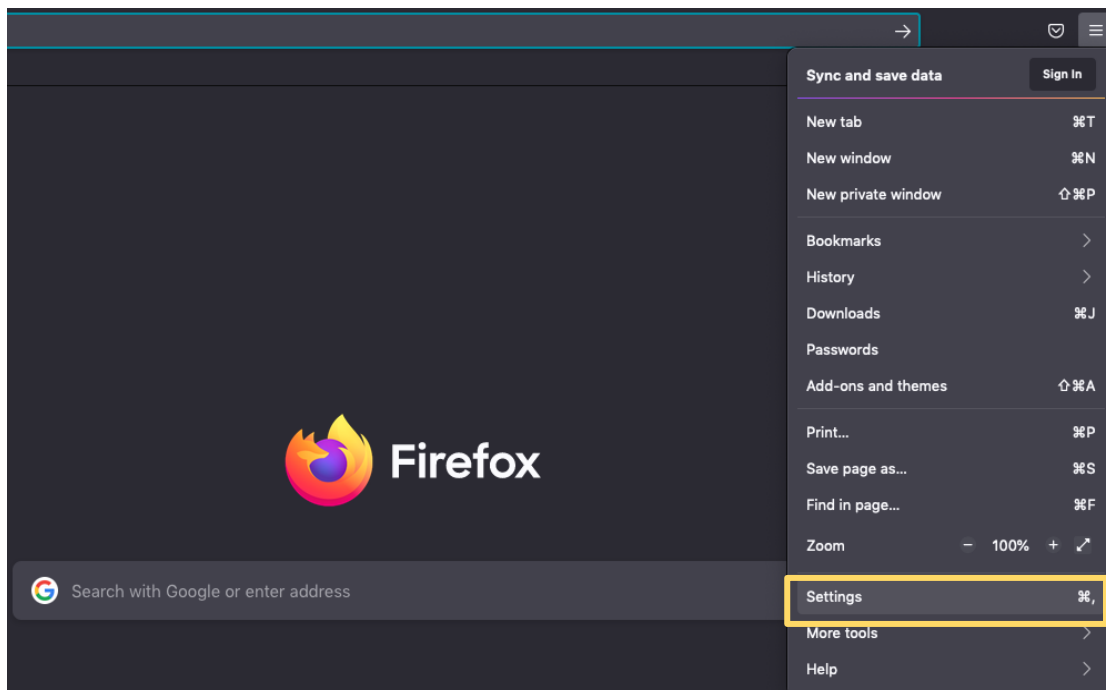 Sync and save data Sign In
New tab ⌘T
New window ⌘N
New private window ⇧⌘P
Bookmarks
History
Downloads ⌘J
Passwords
Add-ons and themes ⇧⌘A
Print... ⌘P
Save page as... ⌘S
Find in page... ⌘F
Zoom − 100% +
Settings ⌘,
More tools
Help
Firefox
Search with Google or enter address